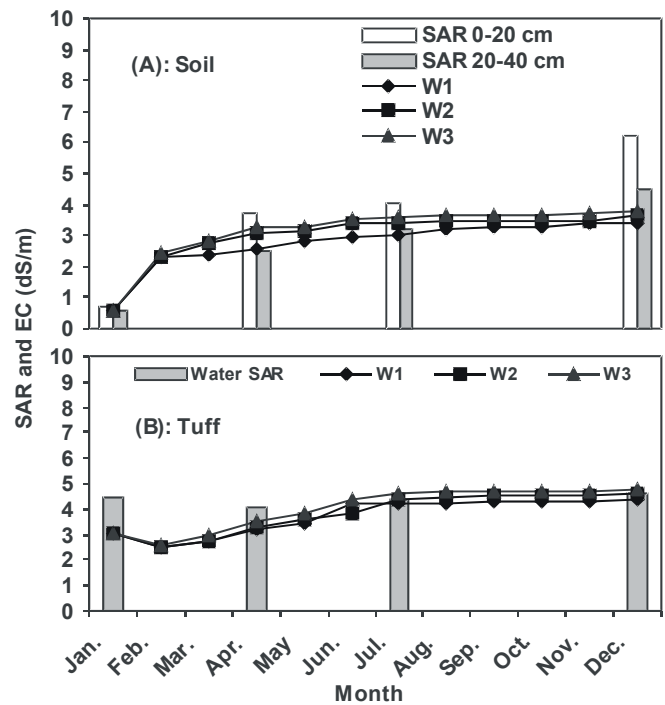 SAR and EC (dS/m)
10
9
8
7
6
5
4
3
2
1
0
(A): Soil
SAR 0-20 cm
SAR 20-40 cm
W1
W2
W3
10
9
8
7
6
5
4
3
2
1
0
Water SAR W1 W2 W3
(B): Tuff
Jan. Feb. Mar. Apr. May Jun. Jul. Aug. Sep. Oct. Nov. Dec.
Month